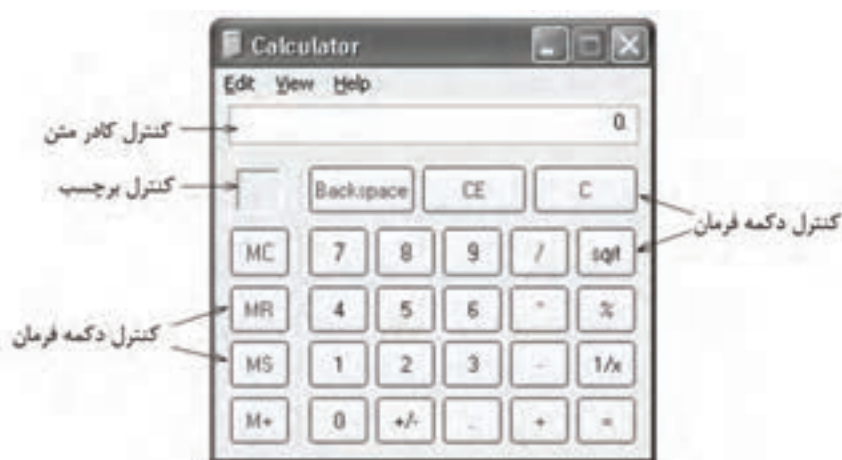 Calculator
Edit View Help
0.
کنترل کادر متن
کنترل برچسب
Backspace CE C
کنترل دکمه فرمان
MC 7 8 9 / sqrt
MR 4 5 6 * %
کنترل دکمه فرمان
MS 1 2 3 - 1/x
M+ 0 +/- . + =